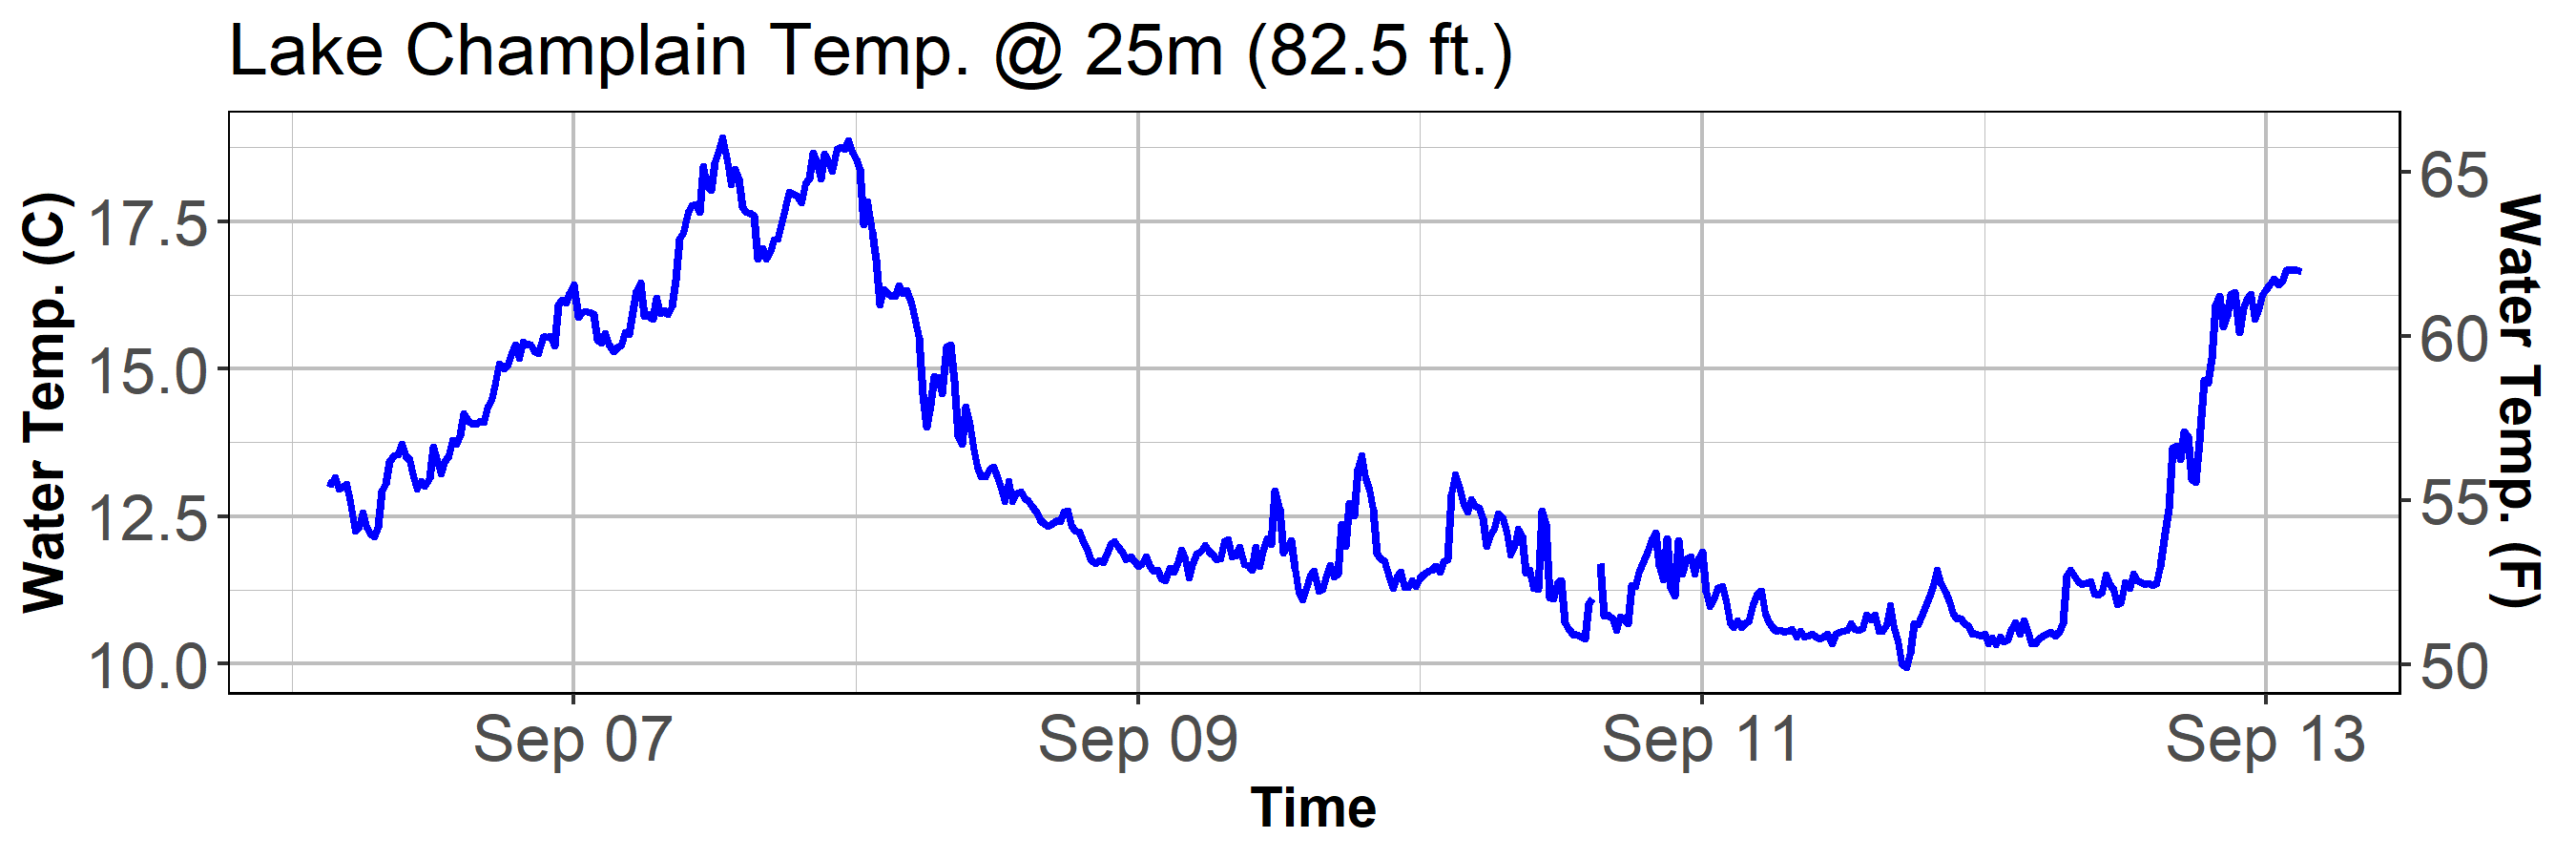 Lake Champlain Temp. @ 25m (82.5 ft.)
Water Temp. (C)
17.5
15.0
12.5
10.0
65
60
55
50
Water Temp. (F)
Sep 07 Sep 09 Sep 11 Sep 13
Time